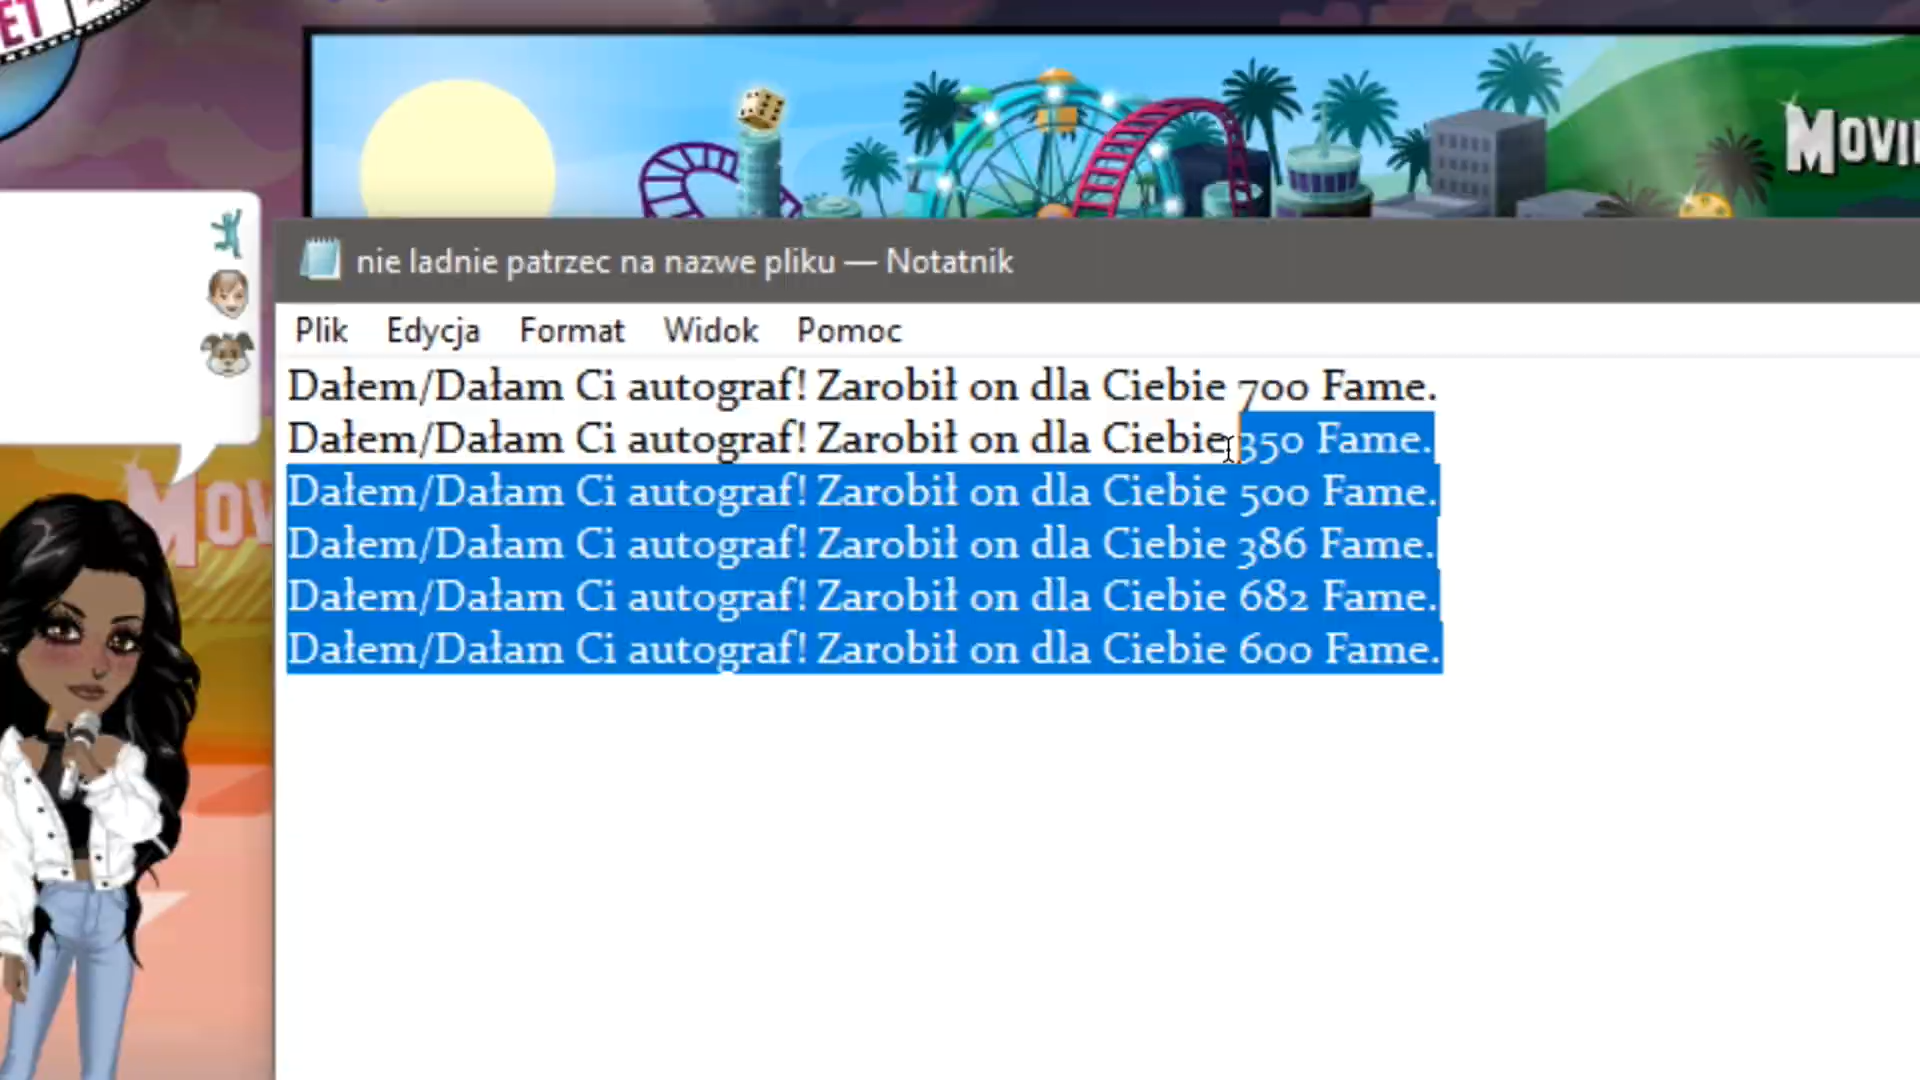 ET
MOVI
nie ladnie patrzec na nazwe pliku — Notatnik
Plik Edycja Format Widok Pomoc
Dałem/Dałam Ci autograf! Zarobił on dla Ciebie 700 Fame.
Dałem/Dałam Ci autograf! Zarobił on dla Ciebie 350 Fame.
Dałem/Dałam Ci autograf! Zarobił on dla Ciebie 500 Fame.
Dałem/Dałam Ci autograf! Zarobił on dla Ciebie 386 Fame.
Dałem/Dałam Ci autograf! Zarobił on dla Ciebie 682 Fame.
Dałem/Dałam Ci autograf! Zarobił on dla Ciebie 600 Fame.
MOV